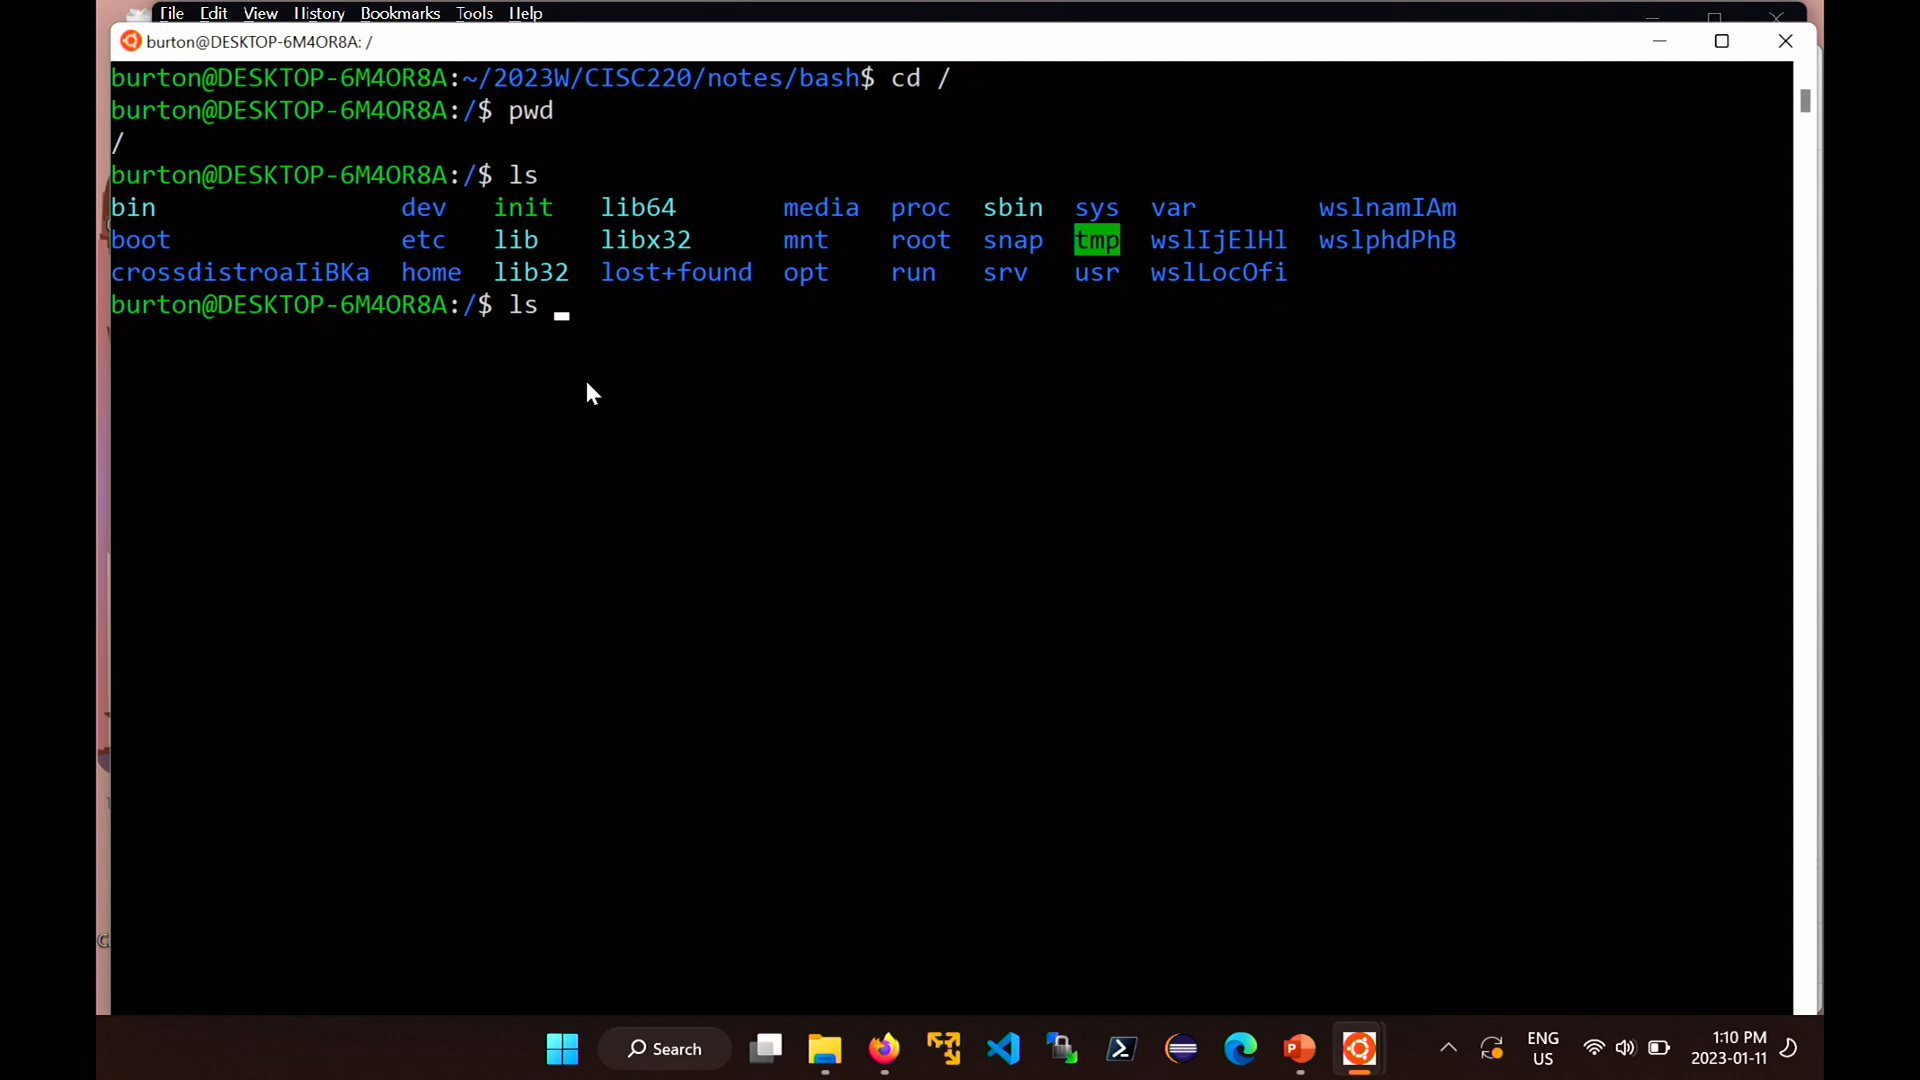 File Edit View History Bookmarks Tools Help
burton@DESKTOP-6M4OR8A: /
burton@DESKTOP-6M4OR8A:~/2023W/CISC220/notes/bash$ cd /
burton@DESKTOP-6M4OR8A:/$ pwd
/
burton@DESKTOP-6M4OR8A:/$ ls
bin dev init lib64 media proc sbin sys var wslnamIAm
boot etc lib libx32 mnt root snap tmp wslIjElHl wslphdPhB
crossdistroaIiBKa home lib32 lost+found opt run srv usr wslLocOfi
burton@DESKTOP-6M4OR8A:/$ ls
Search
ENG
US
1:10 PM
2023-01-11